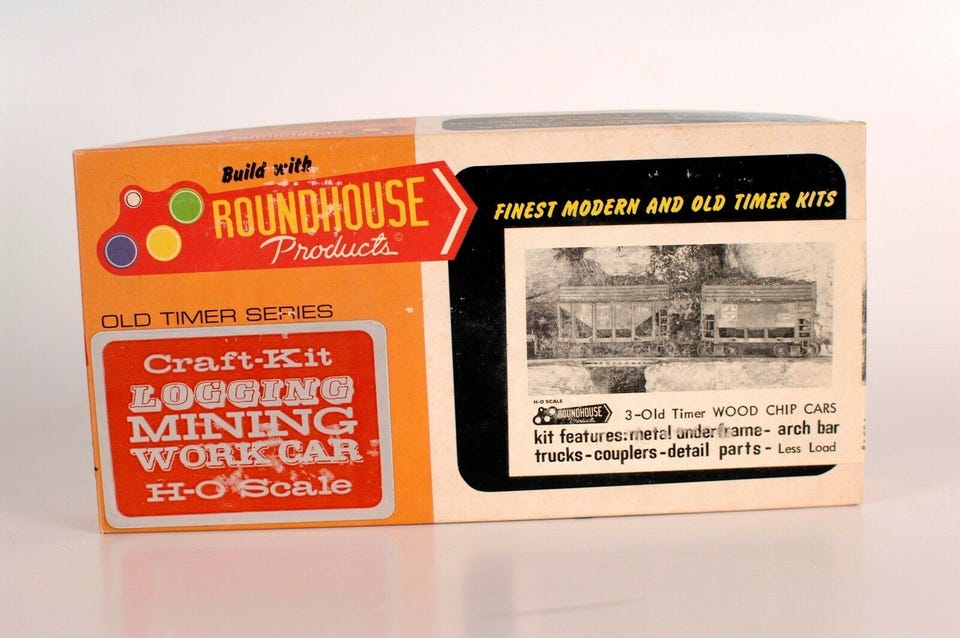 Build with
ROUNDHOUSE
Products©
OLD TIMER SERIES
Craft-Kit
LOGGING
MINING
WORK CAR
H-O Scale
FINEST MODERN AND OLD TIMER KITS
H-O SCALE
ROUNDHOUSE
Products
3-Old Timer WOOD CHIP CARS
kit features: metal underframe- arch bar
trucks-couplers-detail parts- Less Load